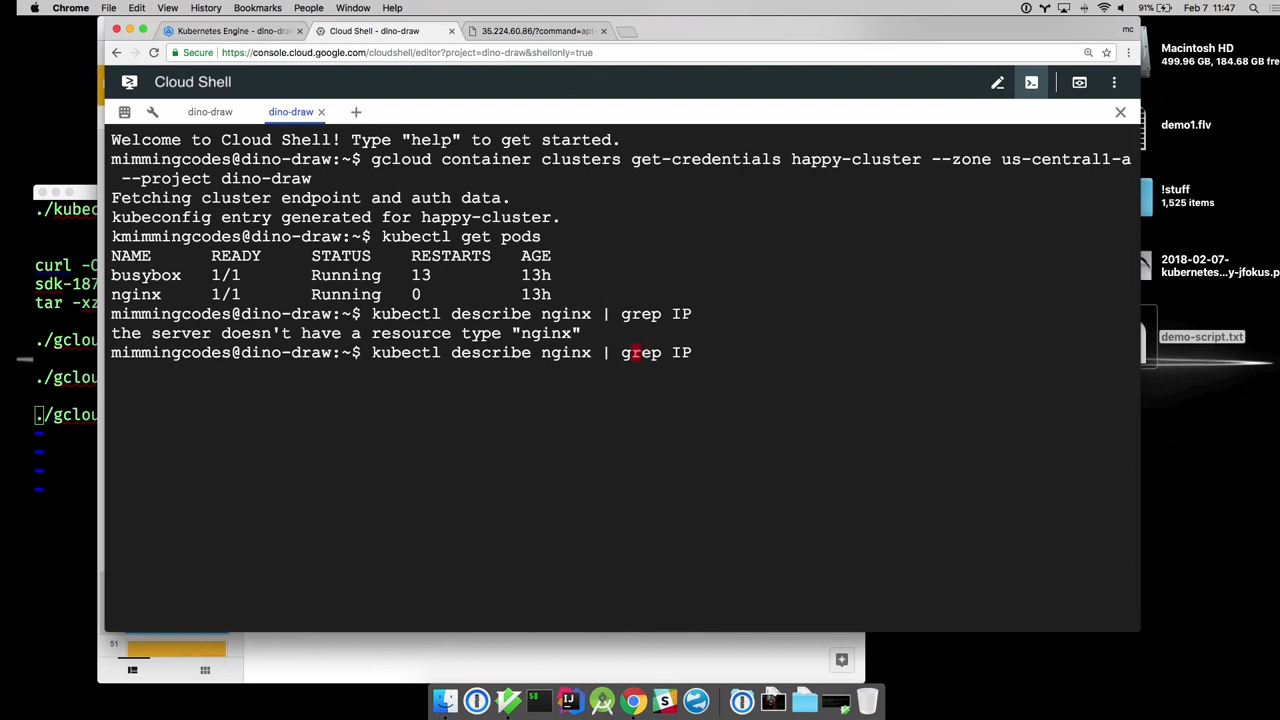 Chrome File Edit View History Bookmarks People Window Help 91% Feb 7 11:47
Kubernetes Engine - dino-draw
Cloud Shell - dino-draw
35.224.60.86/?command=apt-
mc
Secure https://console.cloud.google.com/cloudshell/editor?project=dino-draw&shellonly=true
Cloud Shell
dino-draw
dino-draw
Welcome to Cloud Shell! Type "help" to get started.
mimmingcodes@dino-draw:~$ gcloud container clusters get-credentials happy-cluster --zone us-central1-a
--project dino-draw
Fetching cluster endpoint and auth data.
kubeconfig entry generated for happy-cluster.
kmimmingcodes@dino-draw:~$ kubectl get pods
NAME READY STATUS RESTARTS AGE
busybox 1/1 Running 13 13h
nginx 1/1 Running 0 13h
mimmingcodes@dino-draw:~$ kubectl describe nginx | grep IP
the server doesn't have a resource type "nginx"
mimmingcodes@dino-draw:~$ kubectl describe nginx | grep IP
./kubec
curl -O
sdk-187
tar -xz
./gclou
./gclou
./gclou
~
~
~
~
51
Macintosh HD
499.96 GB, 184.68 GB fre
demo1.flv
!stuff
1,525 items
2018-02-07-
kubernetes...y-jfokus.pr
demo-script.txt